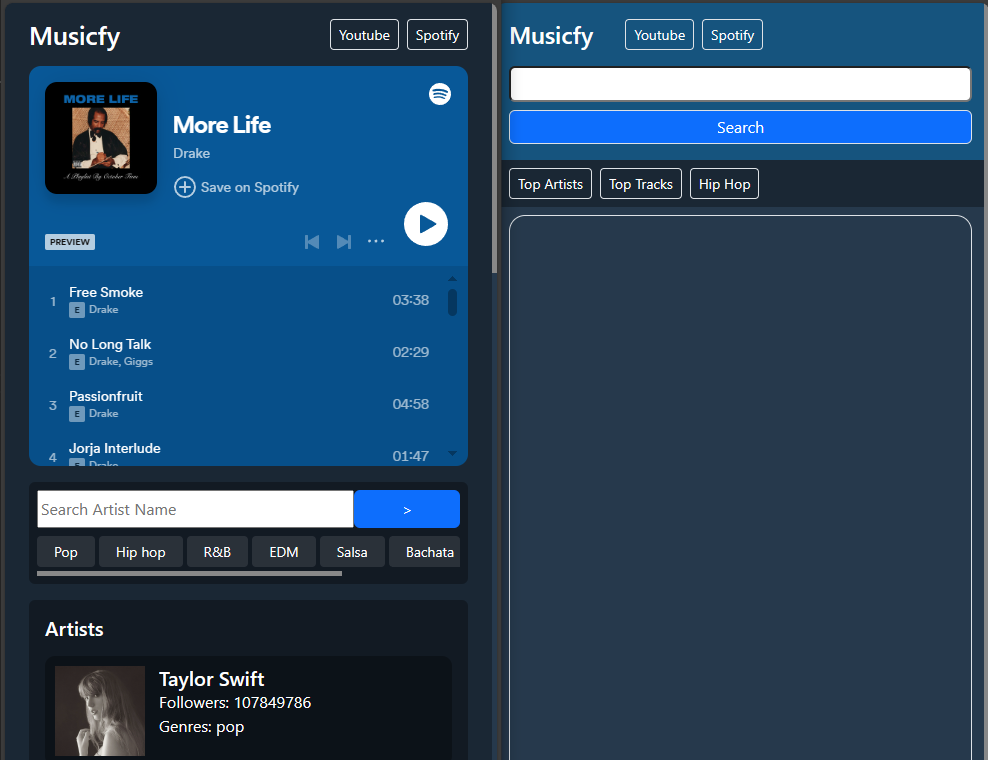 Musicfy
Youtube
Spotify
MORE LIFE
A Playlist By October Firm
More Life
Drake
Save on Spotify
PREVIEW
1
Free Smoke
E Drake
03:38
2
No Long Talk
E Drake, Giggs
02:29
3
Passionfruit
E Drake
04:58
4
Jorja Interlude
E Drake
01:47
Search Artist Name
>
Pop
Hip hop
R&B
EDM
Salsa
Bachata
Artists
Taylor Swift
Followers: 107849786
Genres: pop
Musicfy
Youtube
Spotify
Search
Top Artists
Top Tracks
Hip Hop